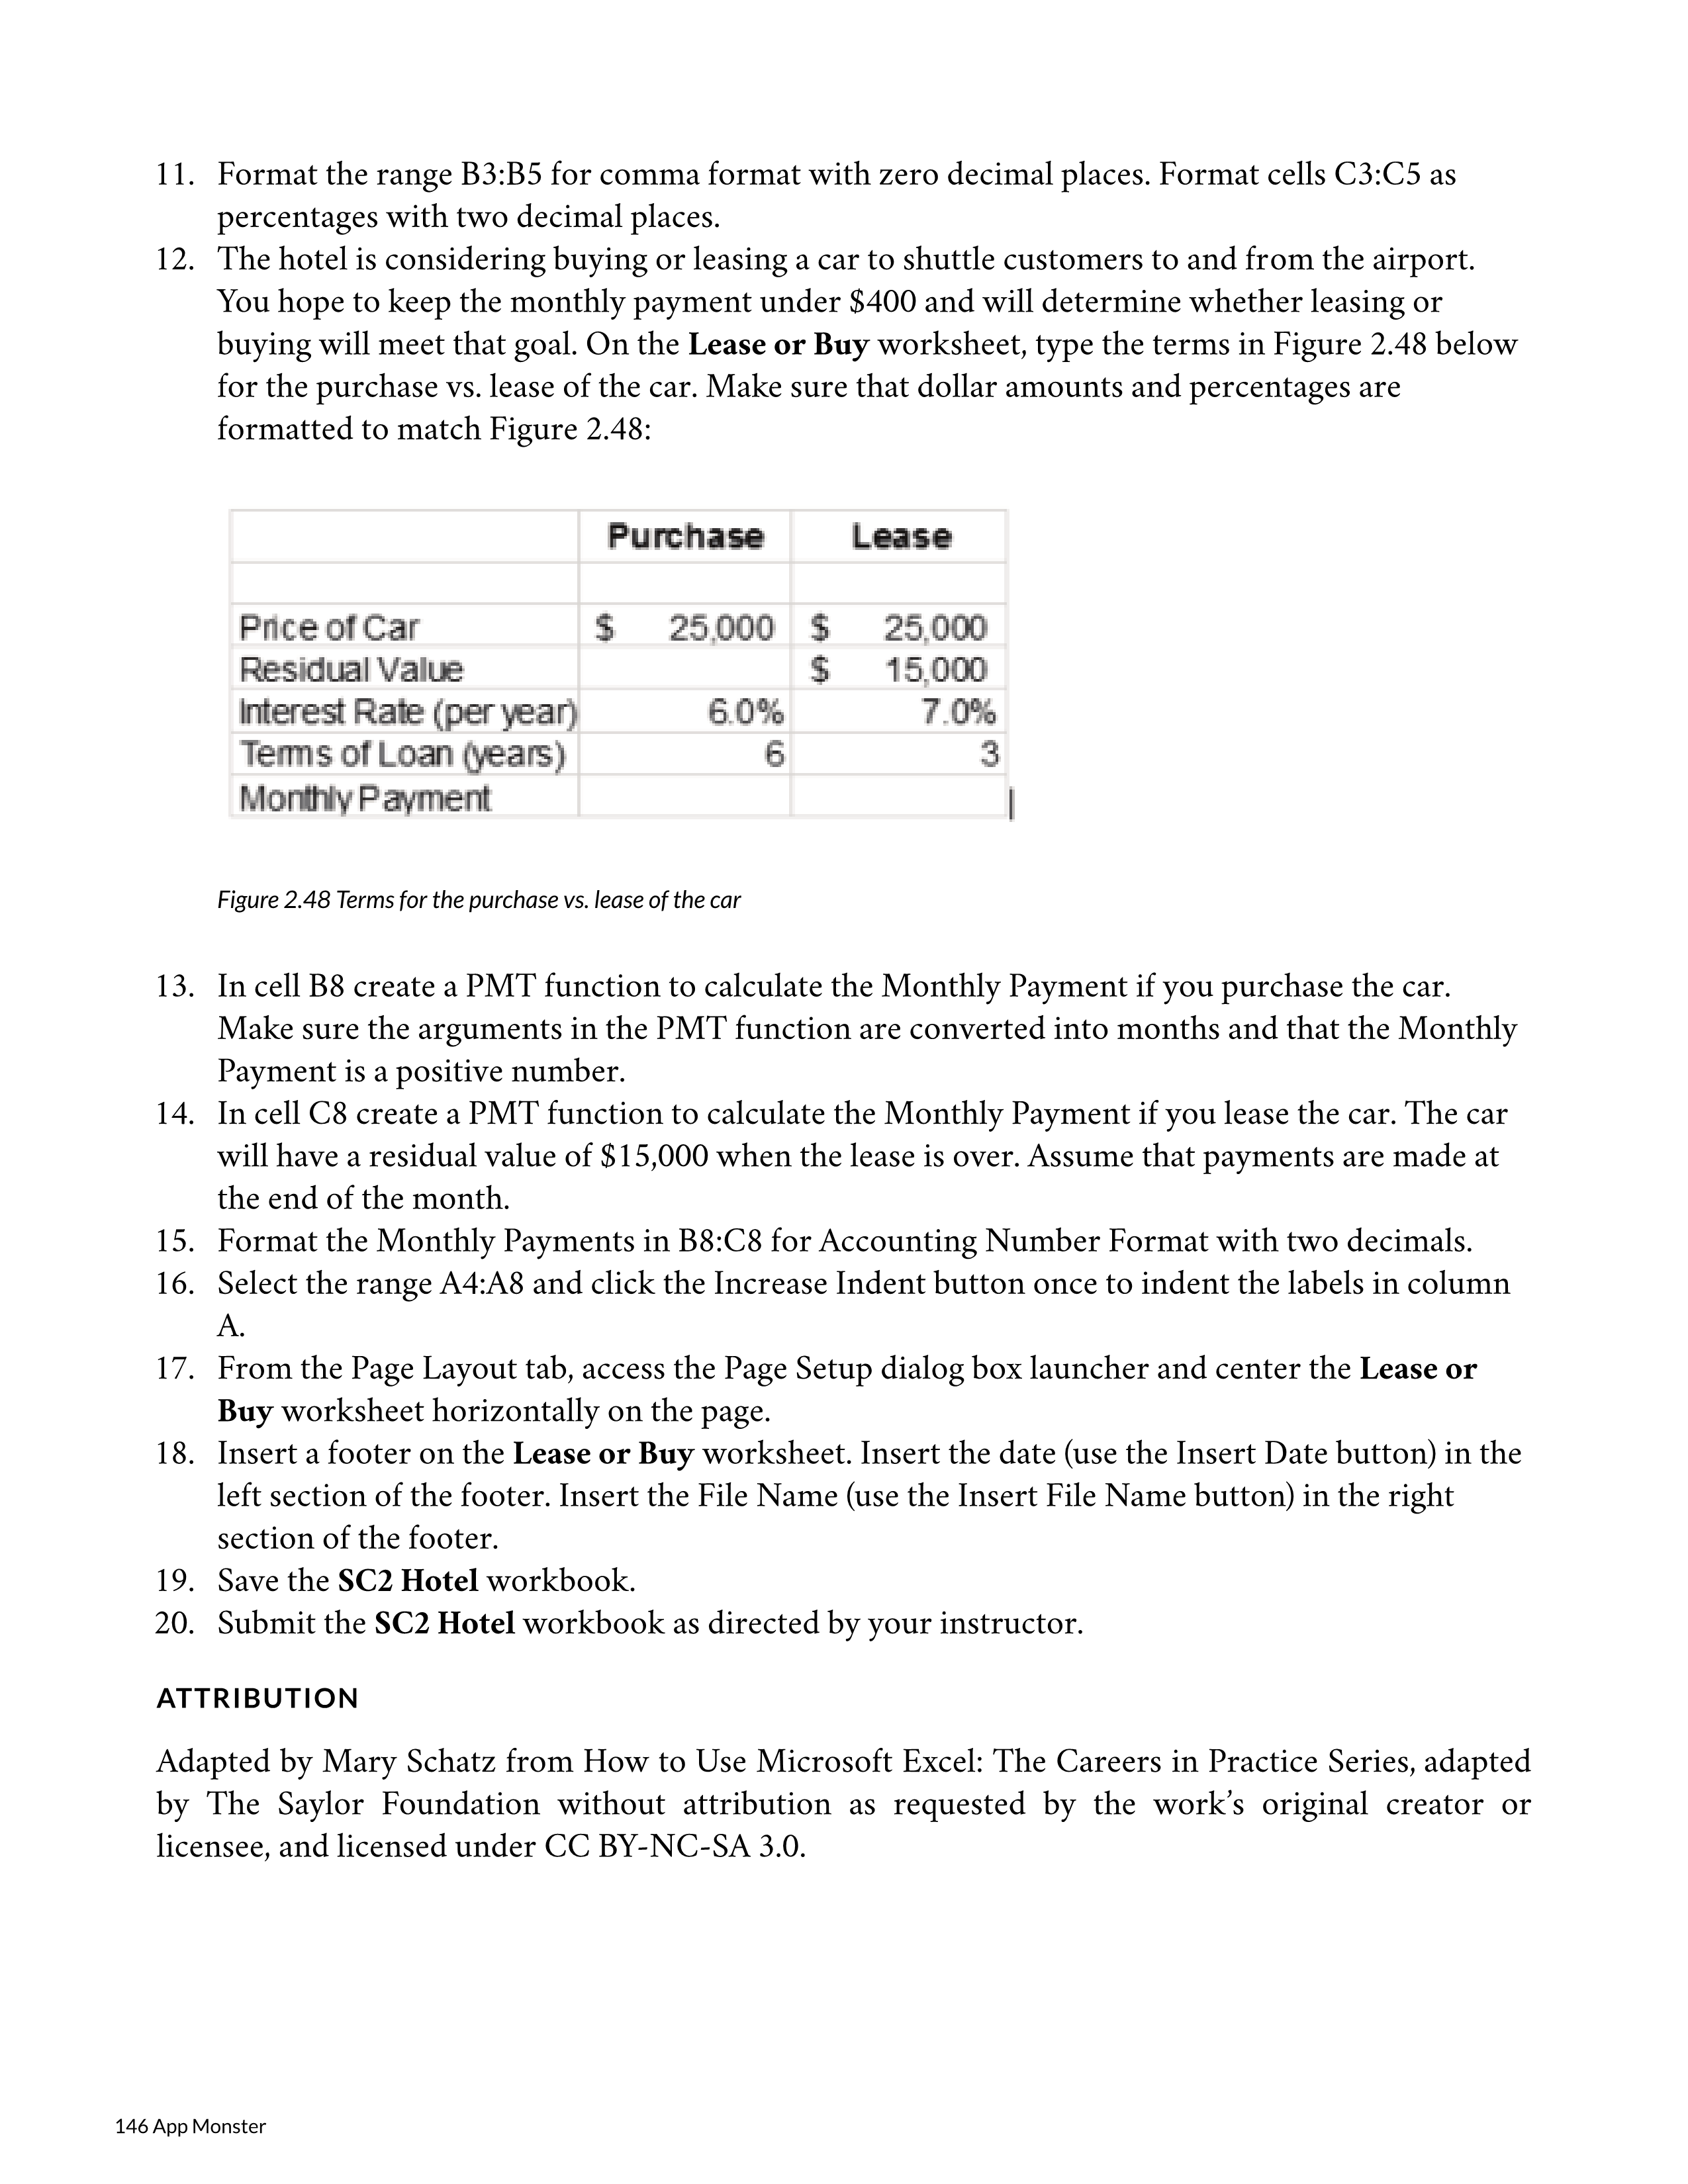 11. Format the range B3:B5 for comma format with zero decimal places. Format cells C3:C5 as
percentages with two decimal places.
12. The hotel is considering buying or leasing a car to shuttle customers to and from the airport.
You hope to keep the monthly payment under $400 and will determine whether leasing or
buying will meet that goal. On the Lease or Buy worksheet, type the terms in Figure 2.48 below
for the purchase vs. lease of the car. Make sure that dollar amounts and percentages are
formatted to match Figure 2.48:
Purchase Lease
Price of Car $ 25,000 $ 25,000
Residual Value $ 15,000
Interest Rate (per year) 6.0% 7.0%
Terms of Loan (years) 6 3
Monthly Payment
Figure 2.48 Terms for the purchase vs. lease of the car
13. In cell B8 create a PMT function to calculate the Monthly Payment if you purchase the car.
Make sure the arguments in the PMT function are converted into months and that the Monthly
Payment is a positive number.
14. In cell C8 create a PMT function to calculate the Monthly Payment if you lease the car. The car
will have a residual value of $15,000 when the lease is over. Assume that payments are made at
the end of the month.
15. Format the Monthly Payments in B8:C8 for Accounting Number Format with two decimals.
16. Select the range A4:A8 and click the Increase Indent button once to indent the labels in column
A.
17. From the Page Layout tab, access the Page Setup dialog box launcher and center the Lease or
Buy worksheet horizontally on the page.
18. Insert a footer on the Lease or Buy worksheet. Insert the date (use the Insert Date button) in the
left section of the footer. Insert the File Name (use the Insert File Name button) in the right
section of the footer.
19. Save the SC2 Hotel workbook.
20. Submit the SC2 Hotel workbook as directed by your instructor.
ATTRIBUTION
Adapted by Mary Schatz from How to Use Microsoft Excel: The Careers in Practice Series, adapted
by The Saylor Foundation without attribution as requested by the work’s original creator or
licensee, and licensed under CC BY-NC-SA 3.0.
146 App Monster